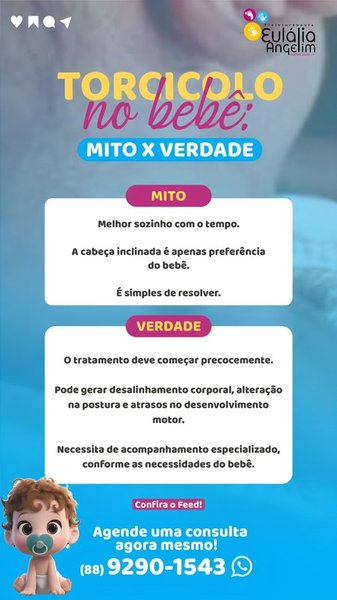 Fisioterapeuta
Eulália
Angelim
TORCICOLO
no bebê:
MITO X VERDADE
MITO
Melhor sozinho com o tempo.
A cabeça inclinada é apenas preferência
do bebê.
É simples de resolver.
VERDADE
O tratamento deve começar precocemente.
Pode gerar desalinhamento corporal, alteração
na postura e atrasos no desenvolvimento
motor.
Necessita de acompanhamento especializado,
conforme as necessidades do bebê.
Confira o Feed!
Agende uma consulta
agora mesmo!
(88) 9290-1543